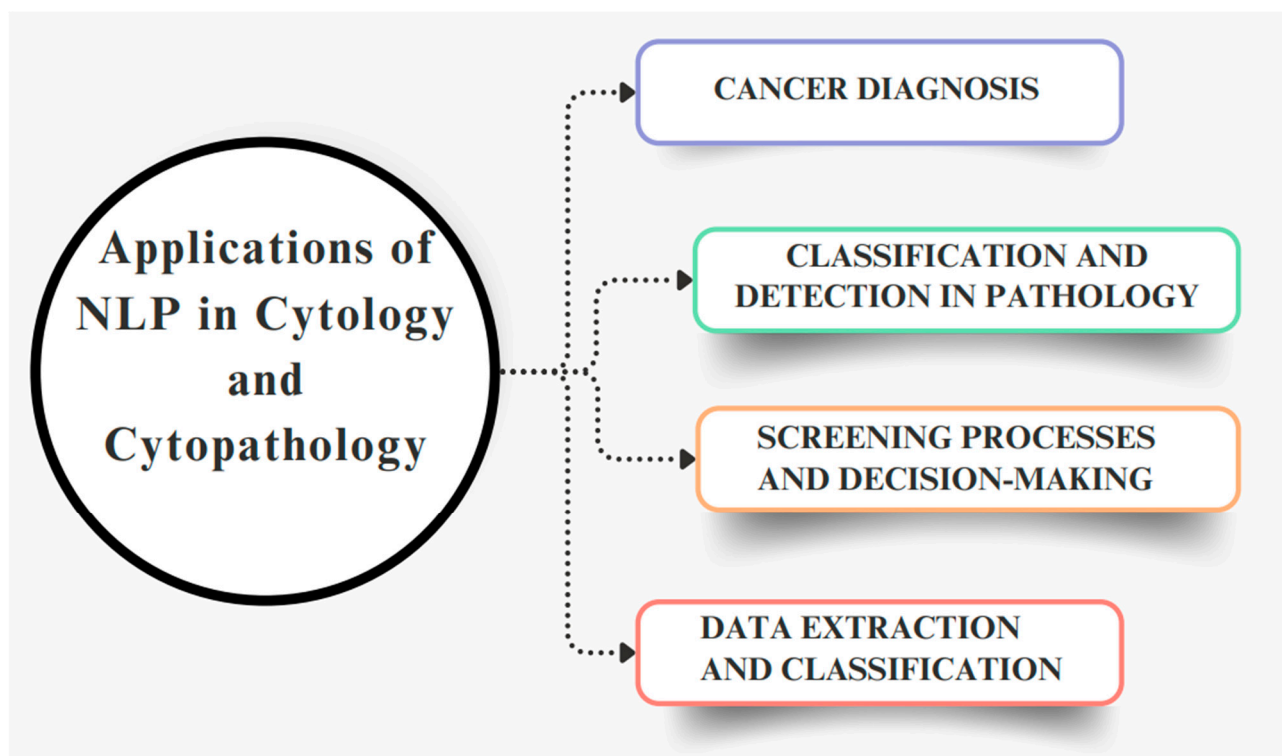 Applications of
NLP in Cytology
and
Cytopathology
CANCER DIAGNOSIS
CLASSIFICATION AND
DETECTION IN PATHOLOGY
SCREENING PROCESSES
AND DECISION-MAKING
DATA EXTRACTION
AND CLASSIFICATION